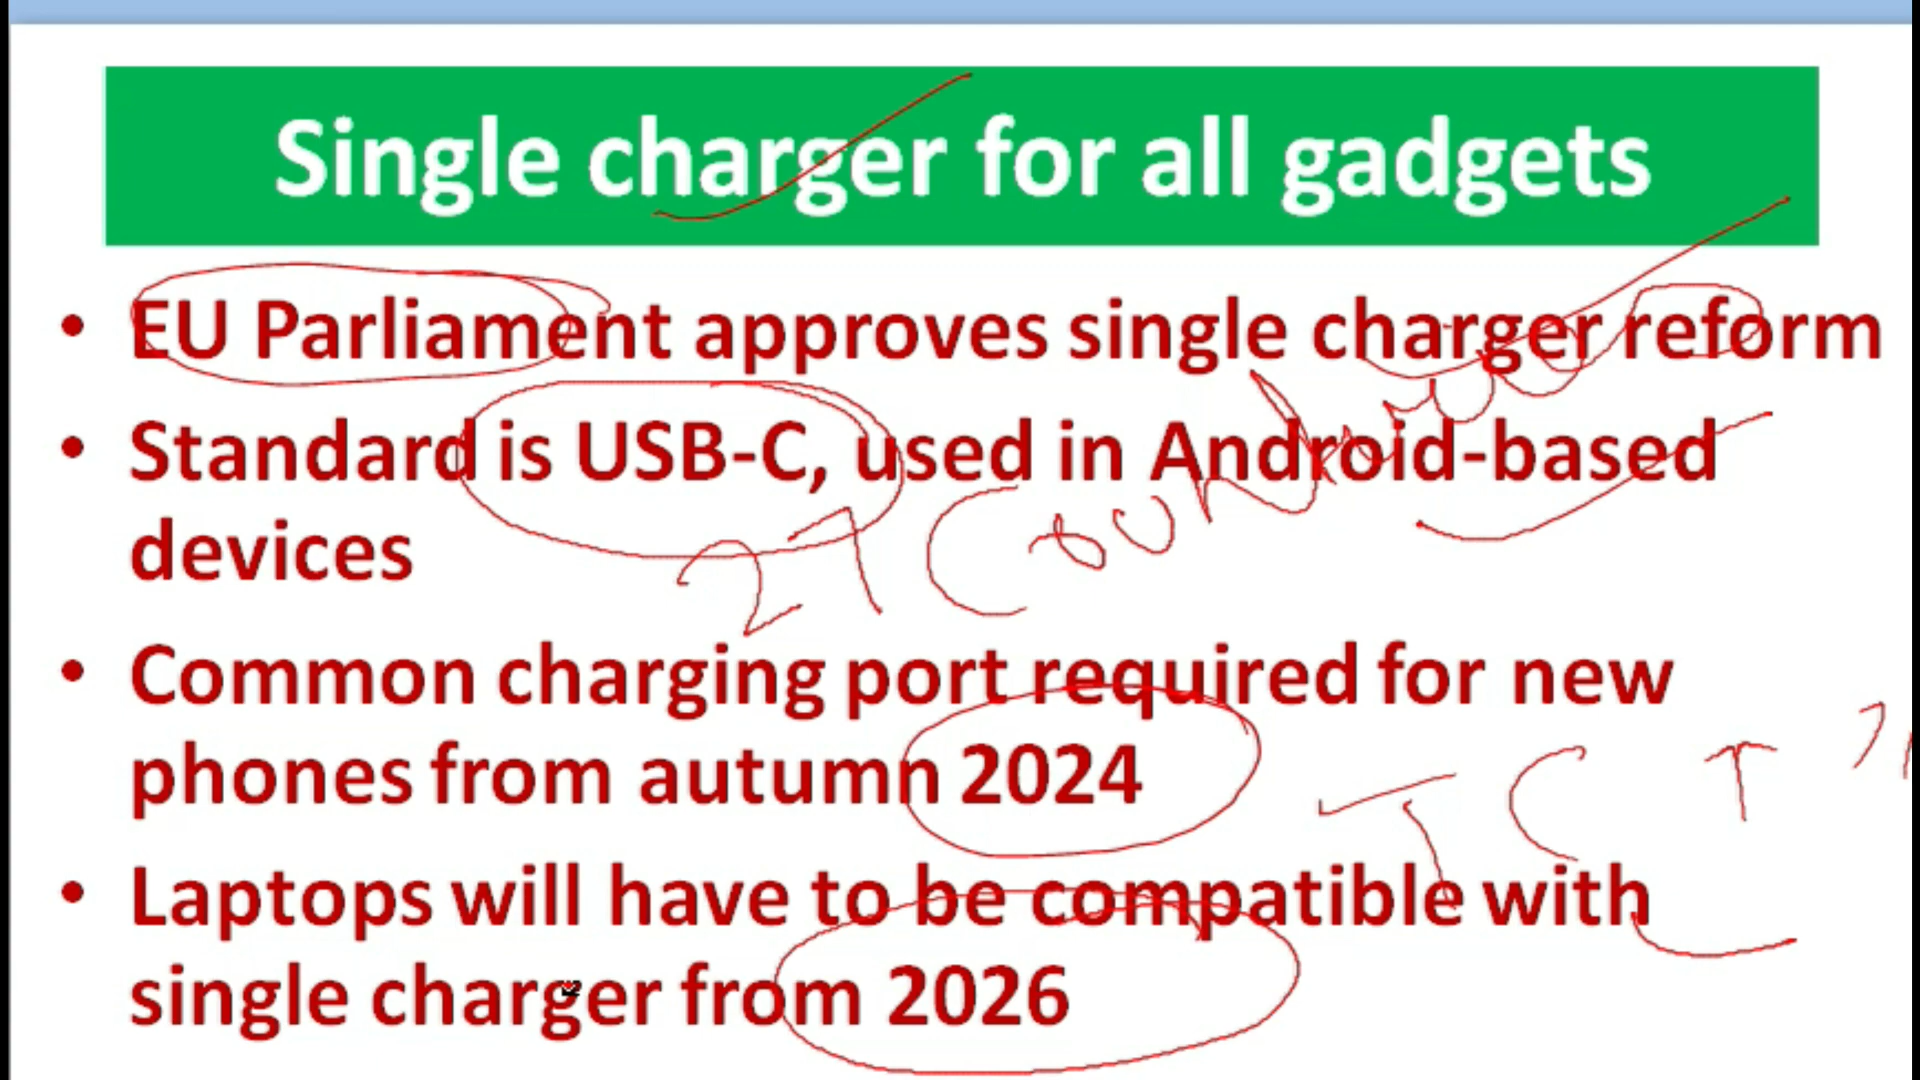 Single charger for all gadgets
• EU Parliament approves single charger reform
• Standard is USB-C, used in Android-based
devices
27 Countries
• Common charging port required for new
phones from autumn 2024
• Laptops will have to be compatible with
single charger from 2026